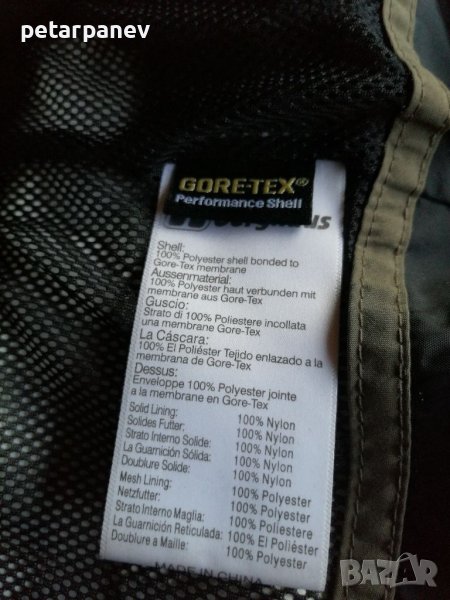 petarpanev
GORE-TEX®
Performance Shell
Shell:
100% Polyester shell bonded to
Gore-Tex membrane
Aussenmaterial:
100% Polyester haut verbunden mit
membrane aus Gore-Tex
Guscio:
Strato di 100% Poliestere incollata
una membrane Gore-Tex
La Cáscara:
100% El Poliéster Tejido enlazado a la
membrana de Gore-Tex
Dessus:
Enveloppe 100% Polyester jointe
a la membrane en Gore-Tex
Solid Lining: 100% Nylon
Solides Futter: 100% Nylon
Strato Interno Solide: 100% Nylon
La Guarnición Sólida: 100% Nylon
Doublure Solide: 100% Nylon
Mesh Lining: 100% Polyester
Netzfutter: 100% Polyester
Strato Interno Maglia: 100% Poliestere
La Guarnición Reticulada: 100% El Poliéster
Doublure a Maille: 100% Polyester
MADE IN CHINA
BAZAR